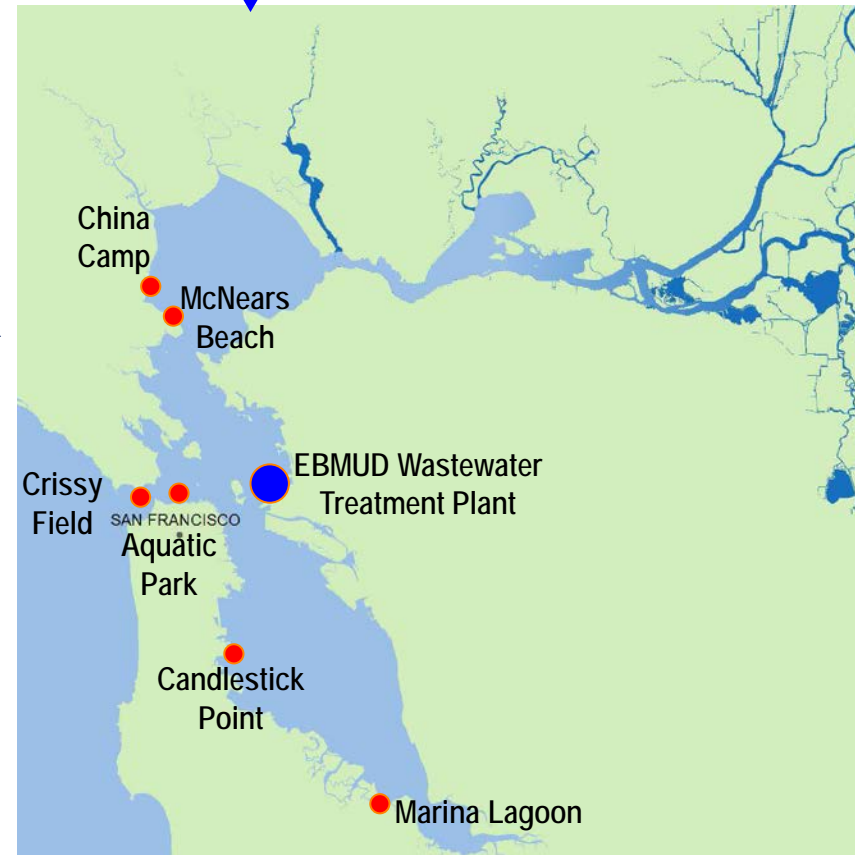 China
Camp
McNears
Beach
EBMUD Wastewater
Treatment Plant
Crissy
Field
SAN FRANCISCO
Aquatic
Park
Candlestick
Point
Marina Lagoon